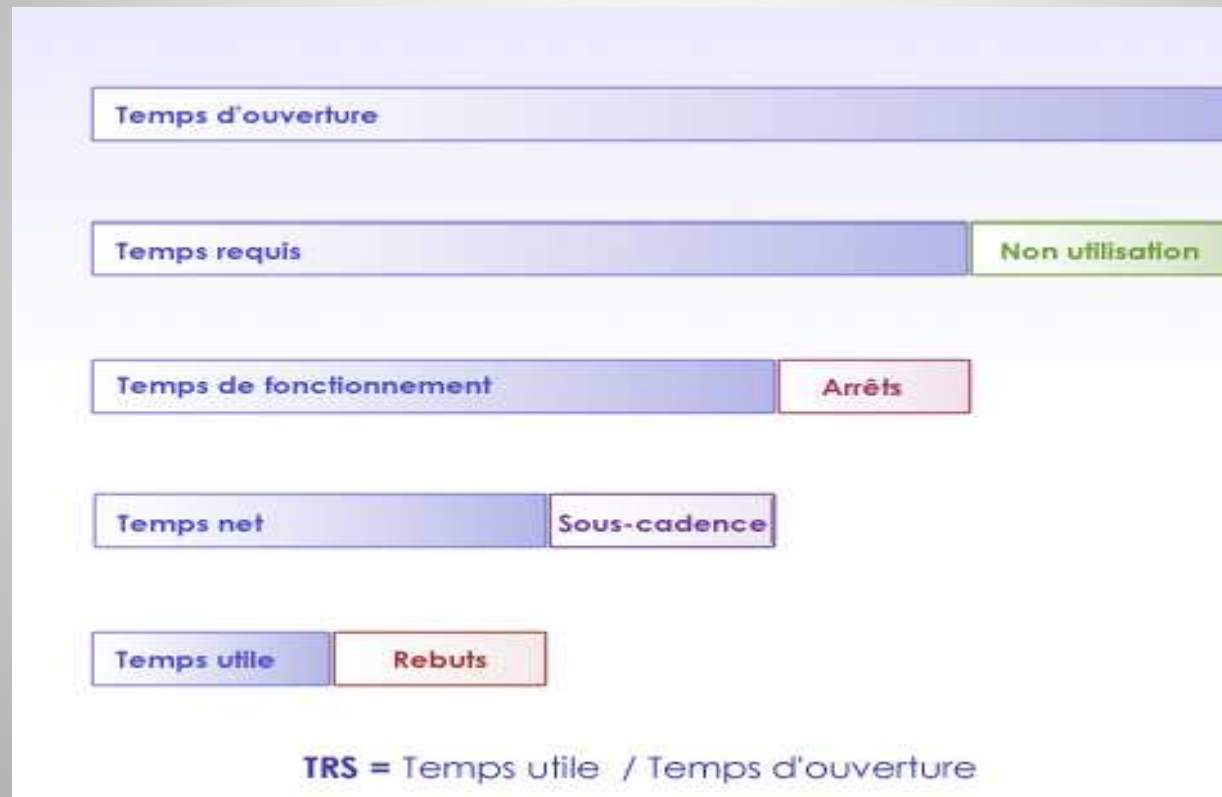 Temps d'ouverture
Temps requis Non utilisation
Temps de fonctionnement Arrêts
Temps net Sous-cadence
Temps utile Rebuts
TRS = Temps utile / Temps d'ouverture